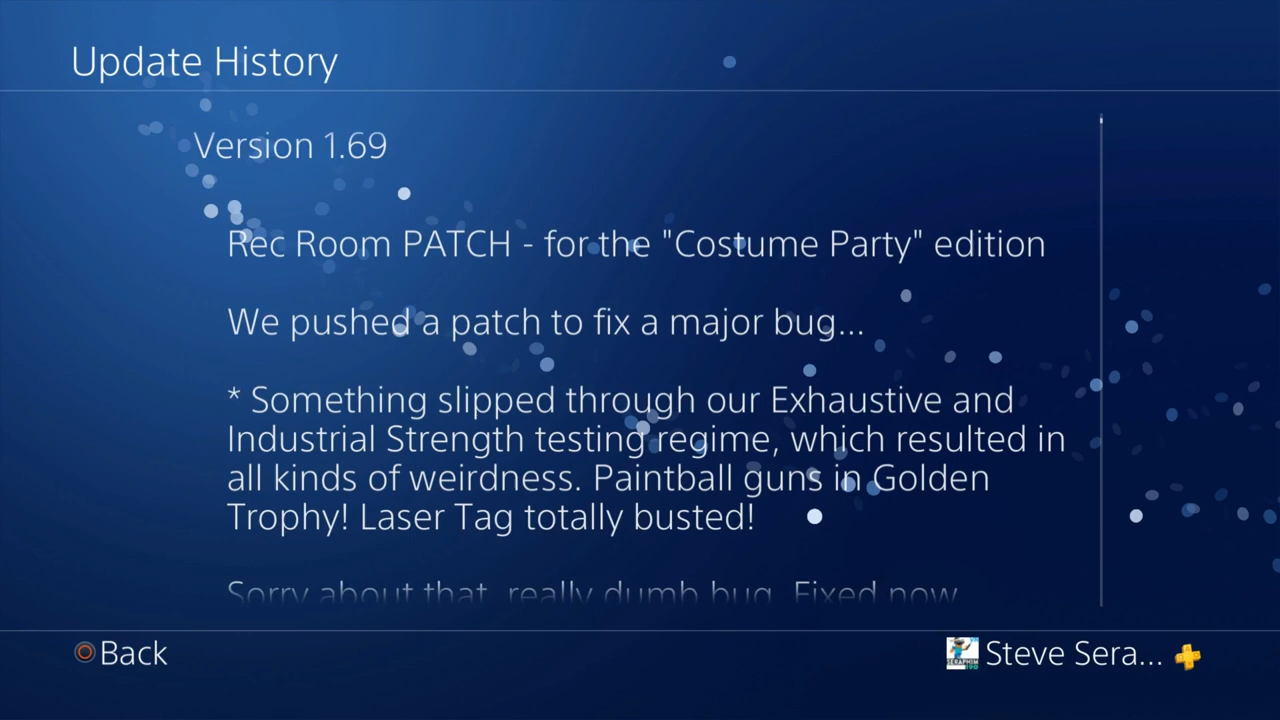 Update History
Version 1.69
Rec Room PATCH - for the "Costume Party" edition
We pushed a patch to fix a major bug...
* Something slipped through our Exhaustive and
Industrial Strength testing regime, which resulted in
all kinds of weirdness. Paintball guns in Golden
Trophy! Laser Tag totally busted!
Sorry about that, really dumb bug. Fixed now
Back
Steve Sera...
SERAPHIM